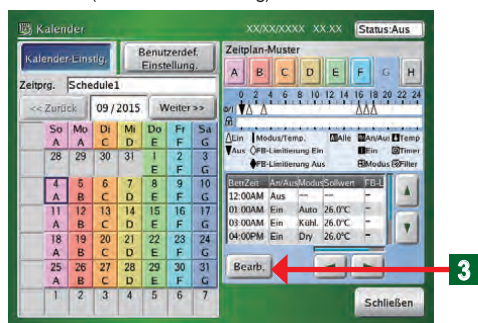 Kalender
XX/XX/XXXX XX:XX
Status:Aus
Kalender-Einstlg.
Benutzerdef.
Einstellung.
Zeitprg. Schedule1
<< Zurück 09 / 2015 Weiter >>
So Mo Di Mi Do Fr Sa
A B C D E F G
28 29 30 31 1 2 3
E F G
4 5 6 7 8 9 10
A B C D E F G
11 12 13 14 15 16 17
A B C D E F G
18 19 20 21 22 23 24
A B C D E F G
25 26 27 28 29 30 31
A B C D E F G
1 2 3 4 5 6 7
Zeitplan-Muster
A B C D E F G H
0 2 4 6 8 10 12 14 16 18 20 22 24
Ein Modus/Temp. Alle An/Aus Temp
Aus FB-Limitierung Ein Ein Timer
FB-Limitierung Aus Modus Filter
BetrZeit An/Aus Modus Sollwert FB-L
12:00AM Aus -- --
01:00AM Ein Auto 26.0°C
03:00AM Ein Kühl. 26.0°C
04:00PM Ein Dry 26.0°C
Bearb.
3
Schließen